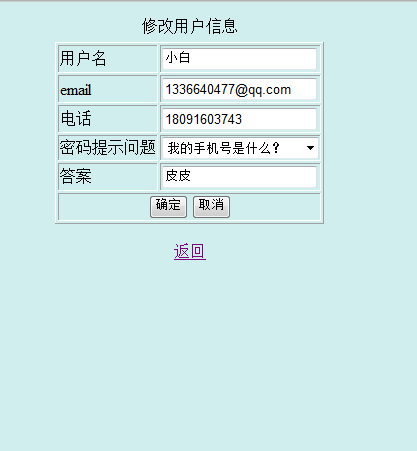 修改用户信息
用户名 小白
email 1336640477@qq.com
电话 18091603743
密码提示问题 我的手机号是什么?
答案 皮皮
确定 取消
返回